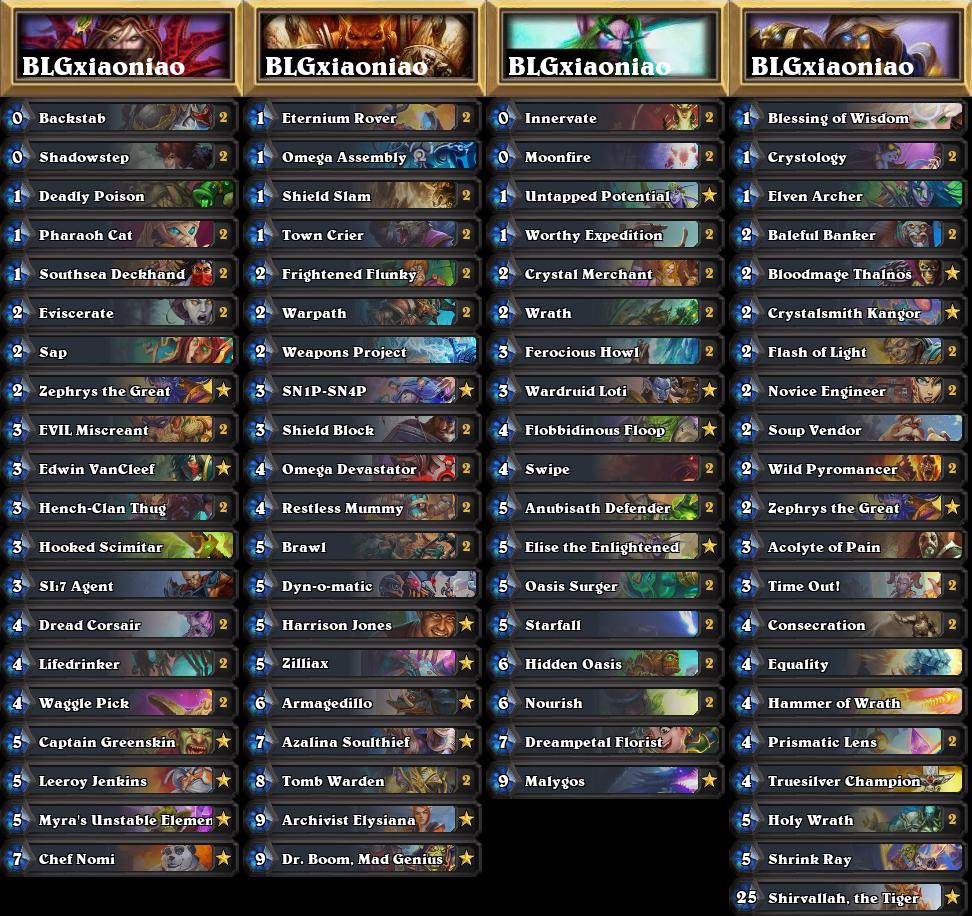 BLGxiaoniao
0 Backstab 2
0 Shadowstep 2
1 Deadly Poison
1 Pharaoh Cat 2
1 Southsea Deckhand 2
2 Eviscerate 2
2 Sap
2 Zephrys the Great
3 EVIL Miscreant 2
3 Edwin VanCleef
3 Hench-Clan Thug 2
3 Hooked Scimitar
3 SI:7 Agent
4 Dread Corsair 2
4 Lifedrinker 2
4 Waggle Pick 2
5 Captain Greenskin
5 Leeroy Jenkins
5 Myra's Unstable Elemen
7 Chef Nomi
BLGxiaoniao
1 Eternium Rover 2
1 Omega Assembly
1 Shield Slam 2
1 Town Crier 2
2 Frightened Flunky 2
2 Warpath 2
2 Weapons Project
3 SN1P-SN4P
3 Shield Block 2
4 Omega Devastator 2
4 Restless Mummy 2
5 Brawl 2
5 Dyn-o-matic
5 Harrison Jones
5 Zilliax
6 Armagedillo
7 Azalina Soulthief
8 Tomb Warden 2
9 Archivist Elysiana
9 Dr. Boom, Mad Genius
BLGxiaoniao
0 Innervate 2
0 Moonfire 2
1 Untapped Potential
1 Worthy Expedition 2
2 Crystal Merchant 2
2 Wrath 2
3 Ferocious Howl 2
3 Wardruid Loti
4 Flobbidinous Floop
4 Swipe 2
5 Anubisath Defender 2
5 Elise the Enlightened
5 Oasis Surger 2
5 Starfall 2
6 Hidden Oasis 2
6 Nourish 2
7 Dreampetal Florist
9 Malygos
BLGxiaoniao
1 Blessing of Wisdom
1 Crystology 2
1 Elven Archer
2 Baleful Banker 2
2 Bloodmage Thalnos
2 Crystalsmith Kangor
2 Flash of Light 2
2 Novice Engineer 2
2 Soup Vendor
2 Wild Pyromancer 2
2 Zephrys the Great
3 Acolyte of Pain
3 Time Out! 2
4 Consecration 2
4 Equality
4 Hammer of Wrath
4 Prismatic Lens 2
4 Truesilver Champion
5 Holy Wrath 2
5 Shrink Ray
25 Shirvallah, the Tiger